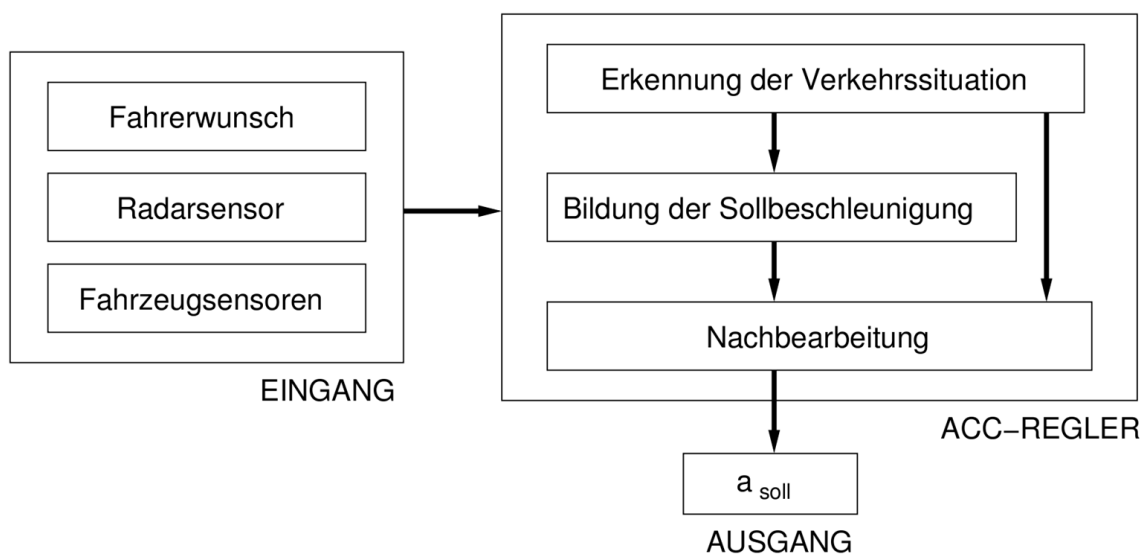 Fahrerwunsch
Radarsensor
Fahrzeugsensoren
EINGANG
Erkennung der Verkehrssituation
Bildung der Sollbeschleunigung
Nachbearbeitung
ACC−REGLER
a soll
AUSGANG